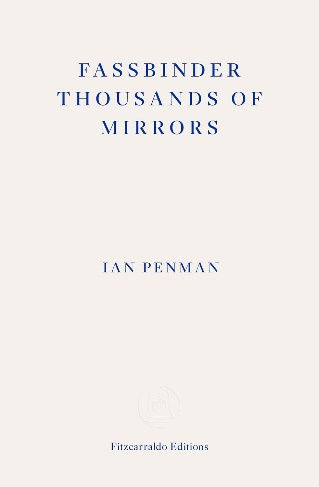 FASSBINDER
THOUSANDS OF
MIRRORS
IAN PENMAN
Fitzcarraldo Editions